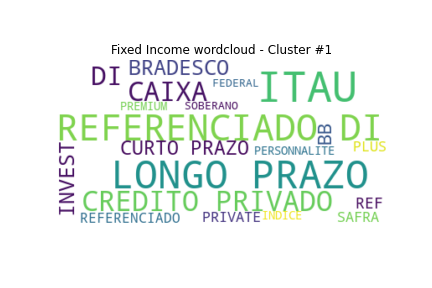 Fixed Income wordcloud - Cluster #1
BRADESCO
DI
FEDERAL
ITAU
CAIXA
PREMIUM
SOBERANO
REFERENCIADO DI
BB
CURTO PRAZO
PERSONNALITE
PLUS
INVEST
LONGO PRAZO
CREDITO PRIVADO
REF
REFERENCIADO
PRIVATE
INDICE
SAFRA